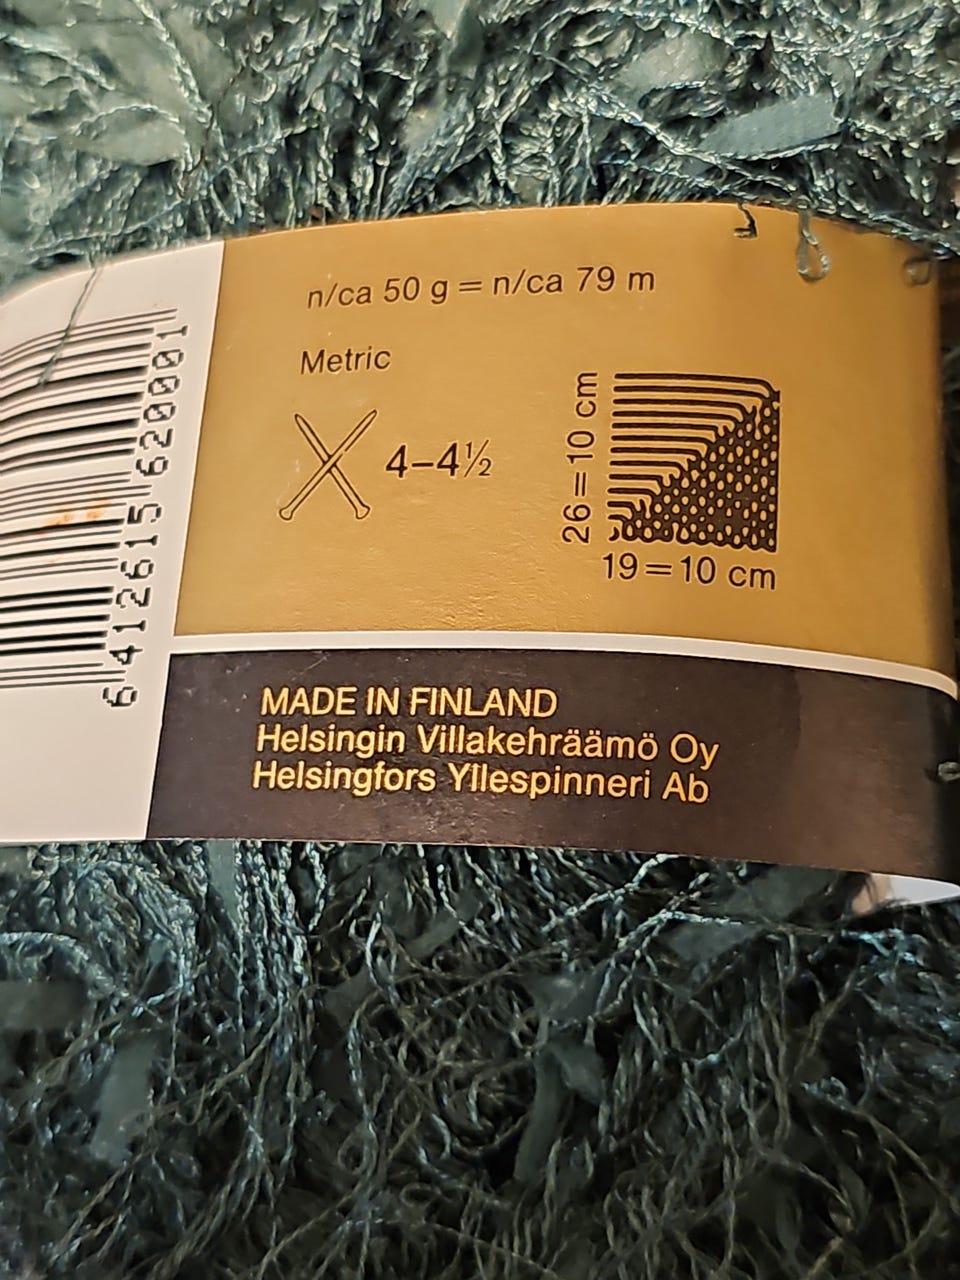 n/ca 50 g = n/ca 79 m
Metric
4–4½
26=10 cm
19=10 cm
6 412615 620001
MADE IN FINLAND
Helsingin Villakehräämö Oy
Helsingfors Yllespinneri Ab